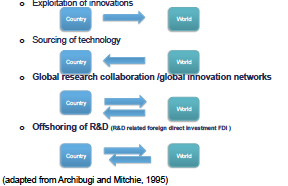 o Exploitation of innovations
Country World
o Sourcing of technology
Country World
o Global research collaboration /global innovation networks
Country World
o Offshoring of R&D (R&D related foreign direct investment FDI )
Country World
(adapted from Archibugi and Mitchie, 1995)